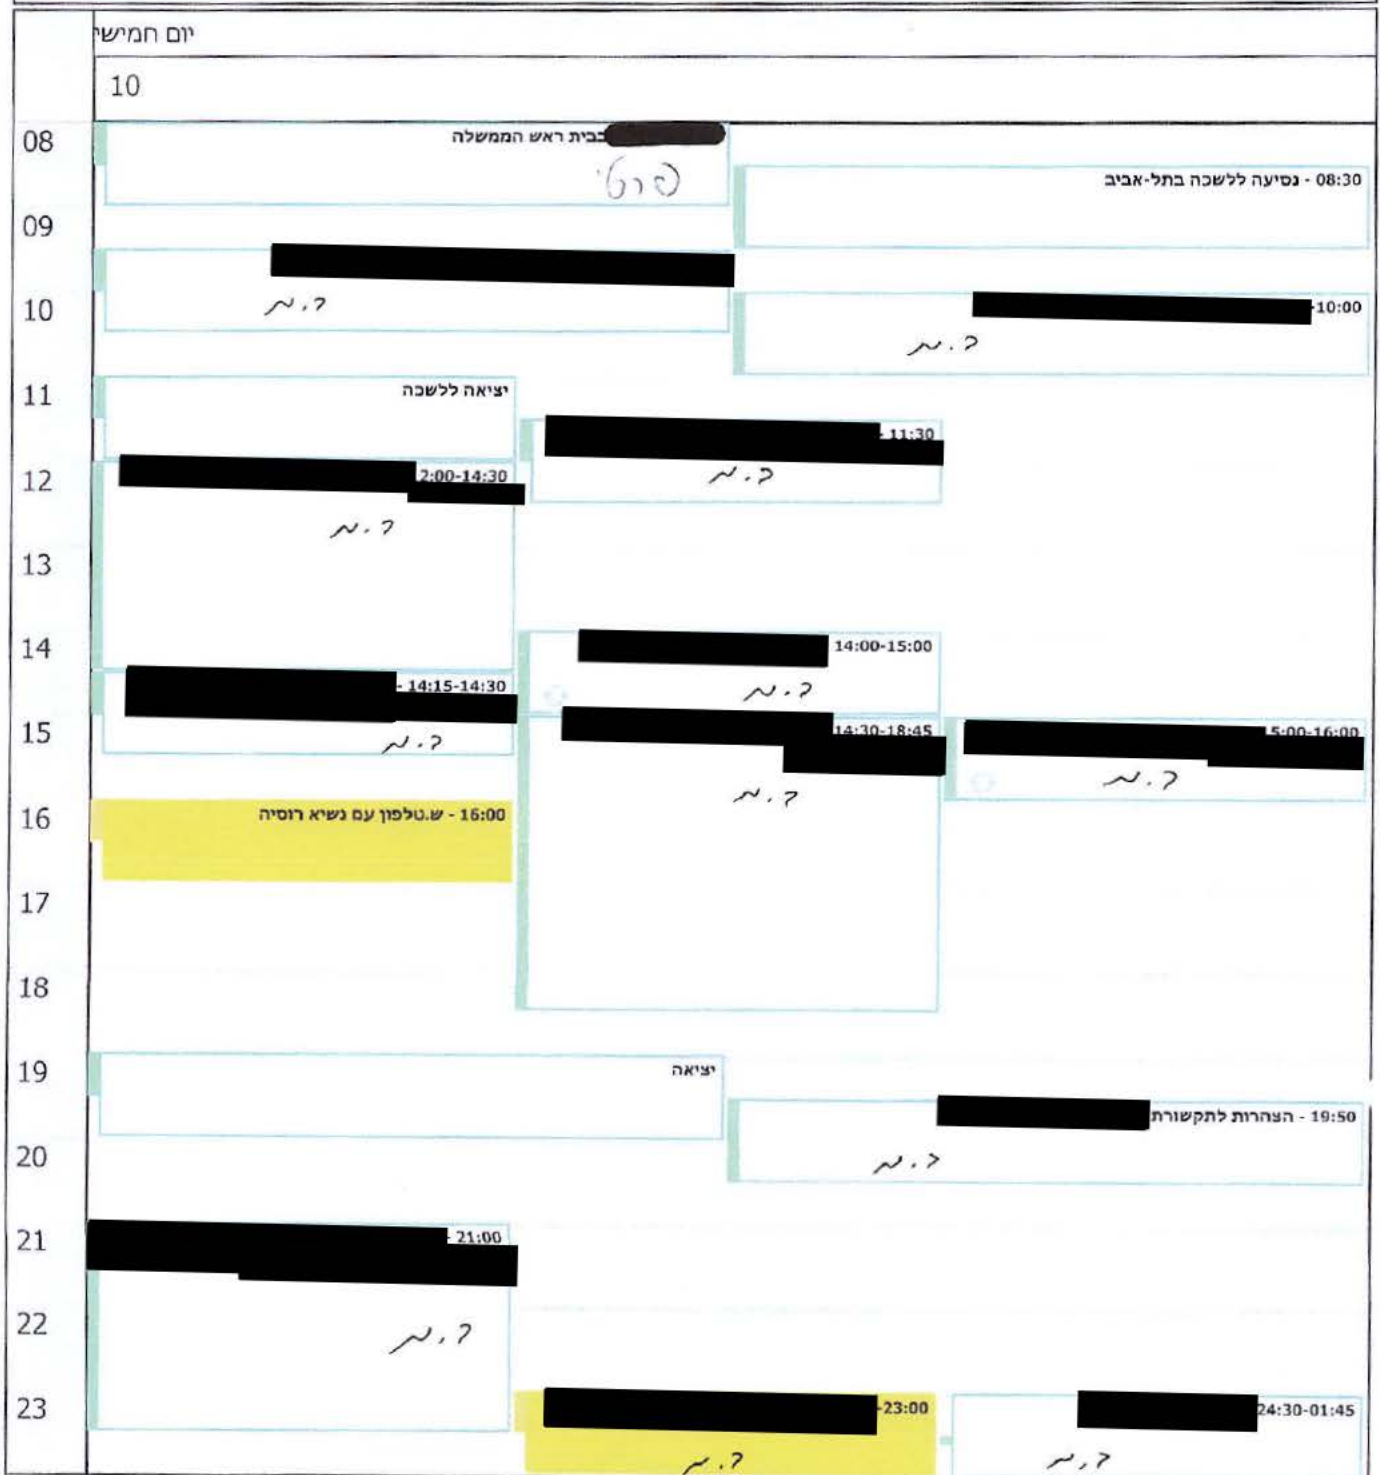 יום חמישי
10
08
בבית ראש הממשלה
פרטי
08:30 - נסיעה ללשכה בתל-אביב
09
ב.מ
10
10:00-
ב.מ
11
יציאה ללשכה
11:30 -
ב.מ
12
2:00-14:30
ב.מ
13
14
14:00-15:00
ב.מ
14:15-14:30 -
ב.מ
15
14:30-18:45
ב.מ
5:00-16:00
ב.מ
16
16:00 - ש.טלפון עם נשיא רוסיה
17
18
19
יציאה
19:50 - הצהרות לתקשורת
ב.מ
20
21
21:00 -
ב.מ
22
23
23:00-
ב.מ
24:30-01:45
ב.מ